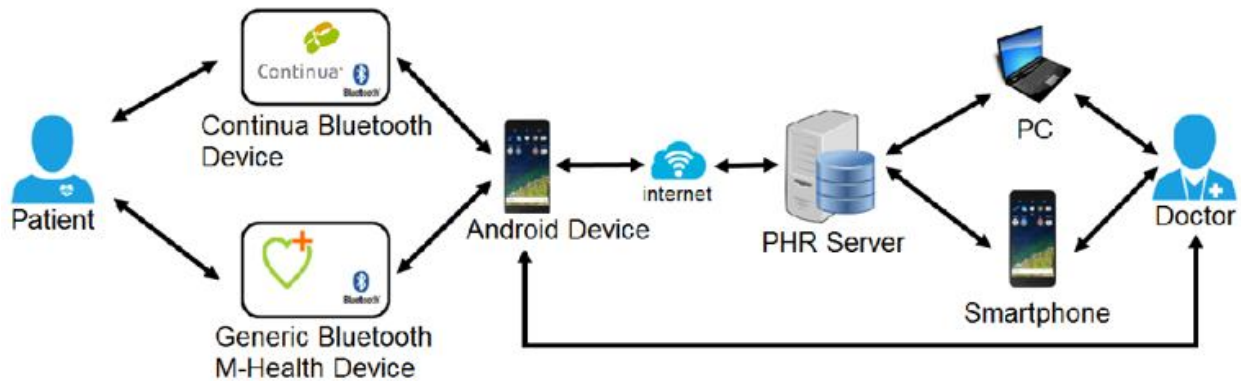 Continua
Bluetooth
Continua Bluetooth
Device
Patient
Bluetooth
Generic Bluetooth
M-Health Device
Android Device
internet
PHR Server
PC
Smartphone
Doctor